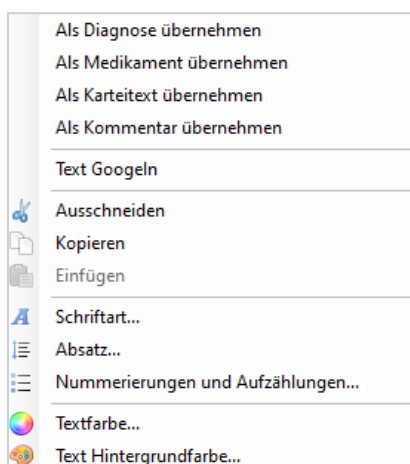 Als Diagnose übernehmen
Als Medikament übernehmen
Als Karteitext übernehmen
Als Kommentar übernehmen
Text Googeln
Ausschneiden
Kopieren
Einfügen
Schriftart...
Absatz...
Nummerierungen und Aufzählungen...
Textfarbe...
Text Hintergrundfarbe...